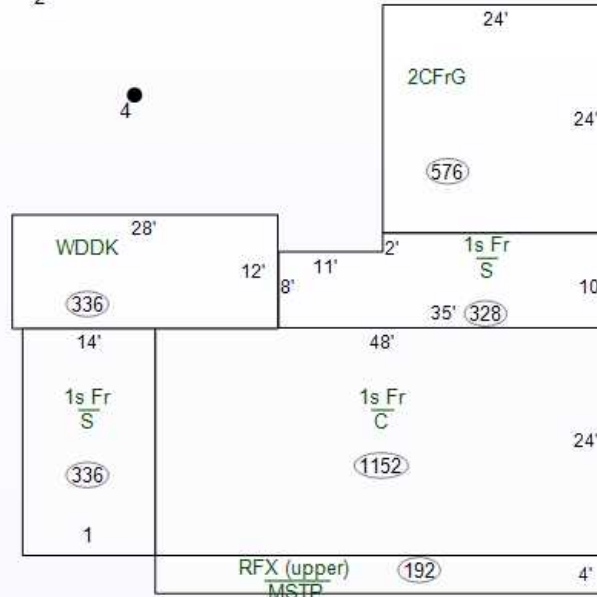 2
24'
2CFrG
4
24'
576
28'
WDDK
12'
336
8'
11'
2'
1s Fr
S
10
35'
328
14'
48'
1s Fr
S
1s Fr
C
336
1152
24'
1
RFX (upper)
MSTP
192
4'